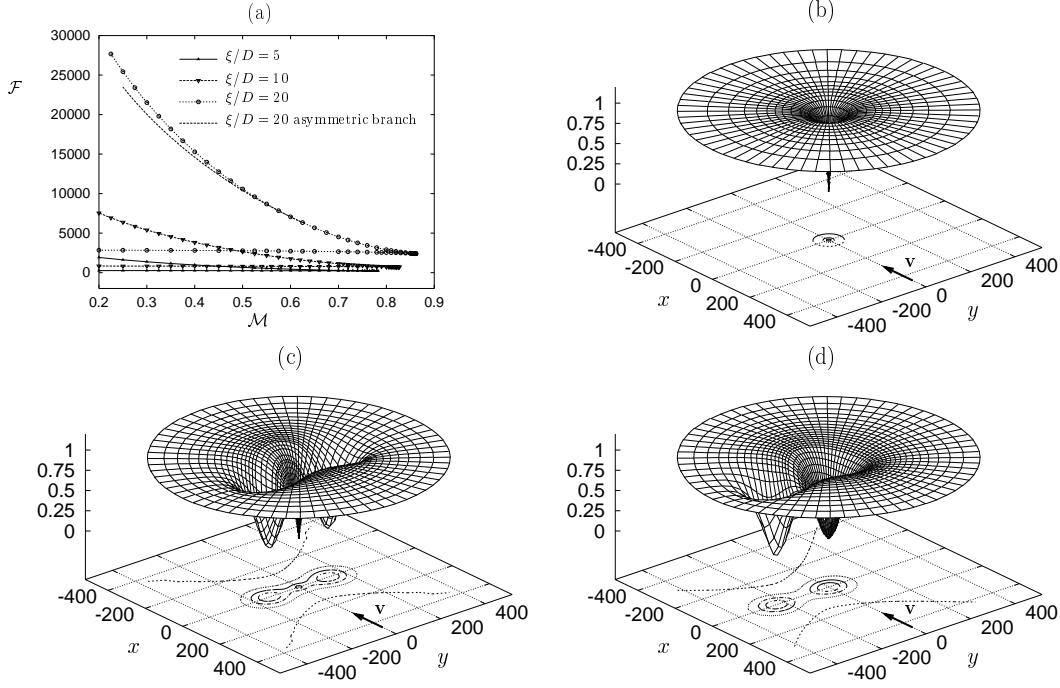 (a)
30000
25000
20000
15000
10000
5000
0
ℱ
ξ/D = 5
ξ/D = 10
ξ/D = 20
ξ/D = 20 asymmetric branch
0.2 0.3 0.4 0.5 0.6 0.7 0.8 0.9
ℳ
(b)
1
0.75
0.5
0.25
0
-400
-200
0
200
400
x
v
-400
-200
0
200
400
y
(c)
1
0.75
0.5
0.25
0
-400
-200
0
200
400
x
v
-400
-200
0
200
400
y
(d)
1
0.75
0.5
0.25
0
-400
-200
0
200
400
x
v
-400
-200
0
200
400
y